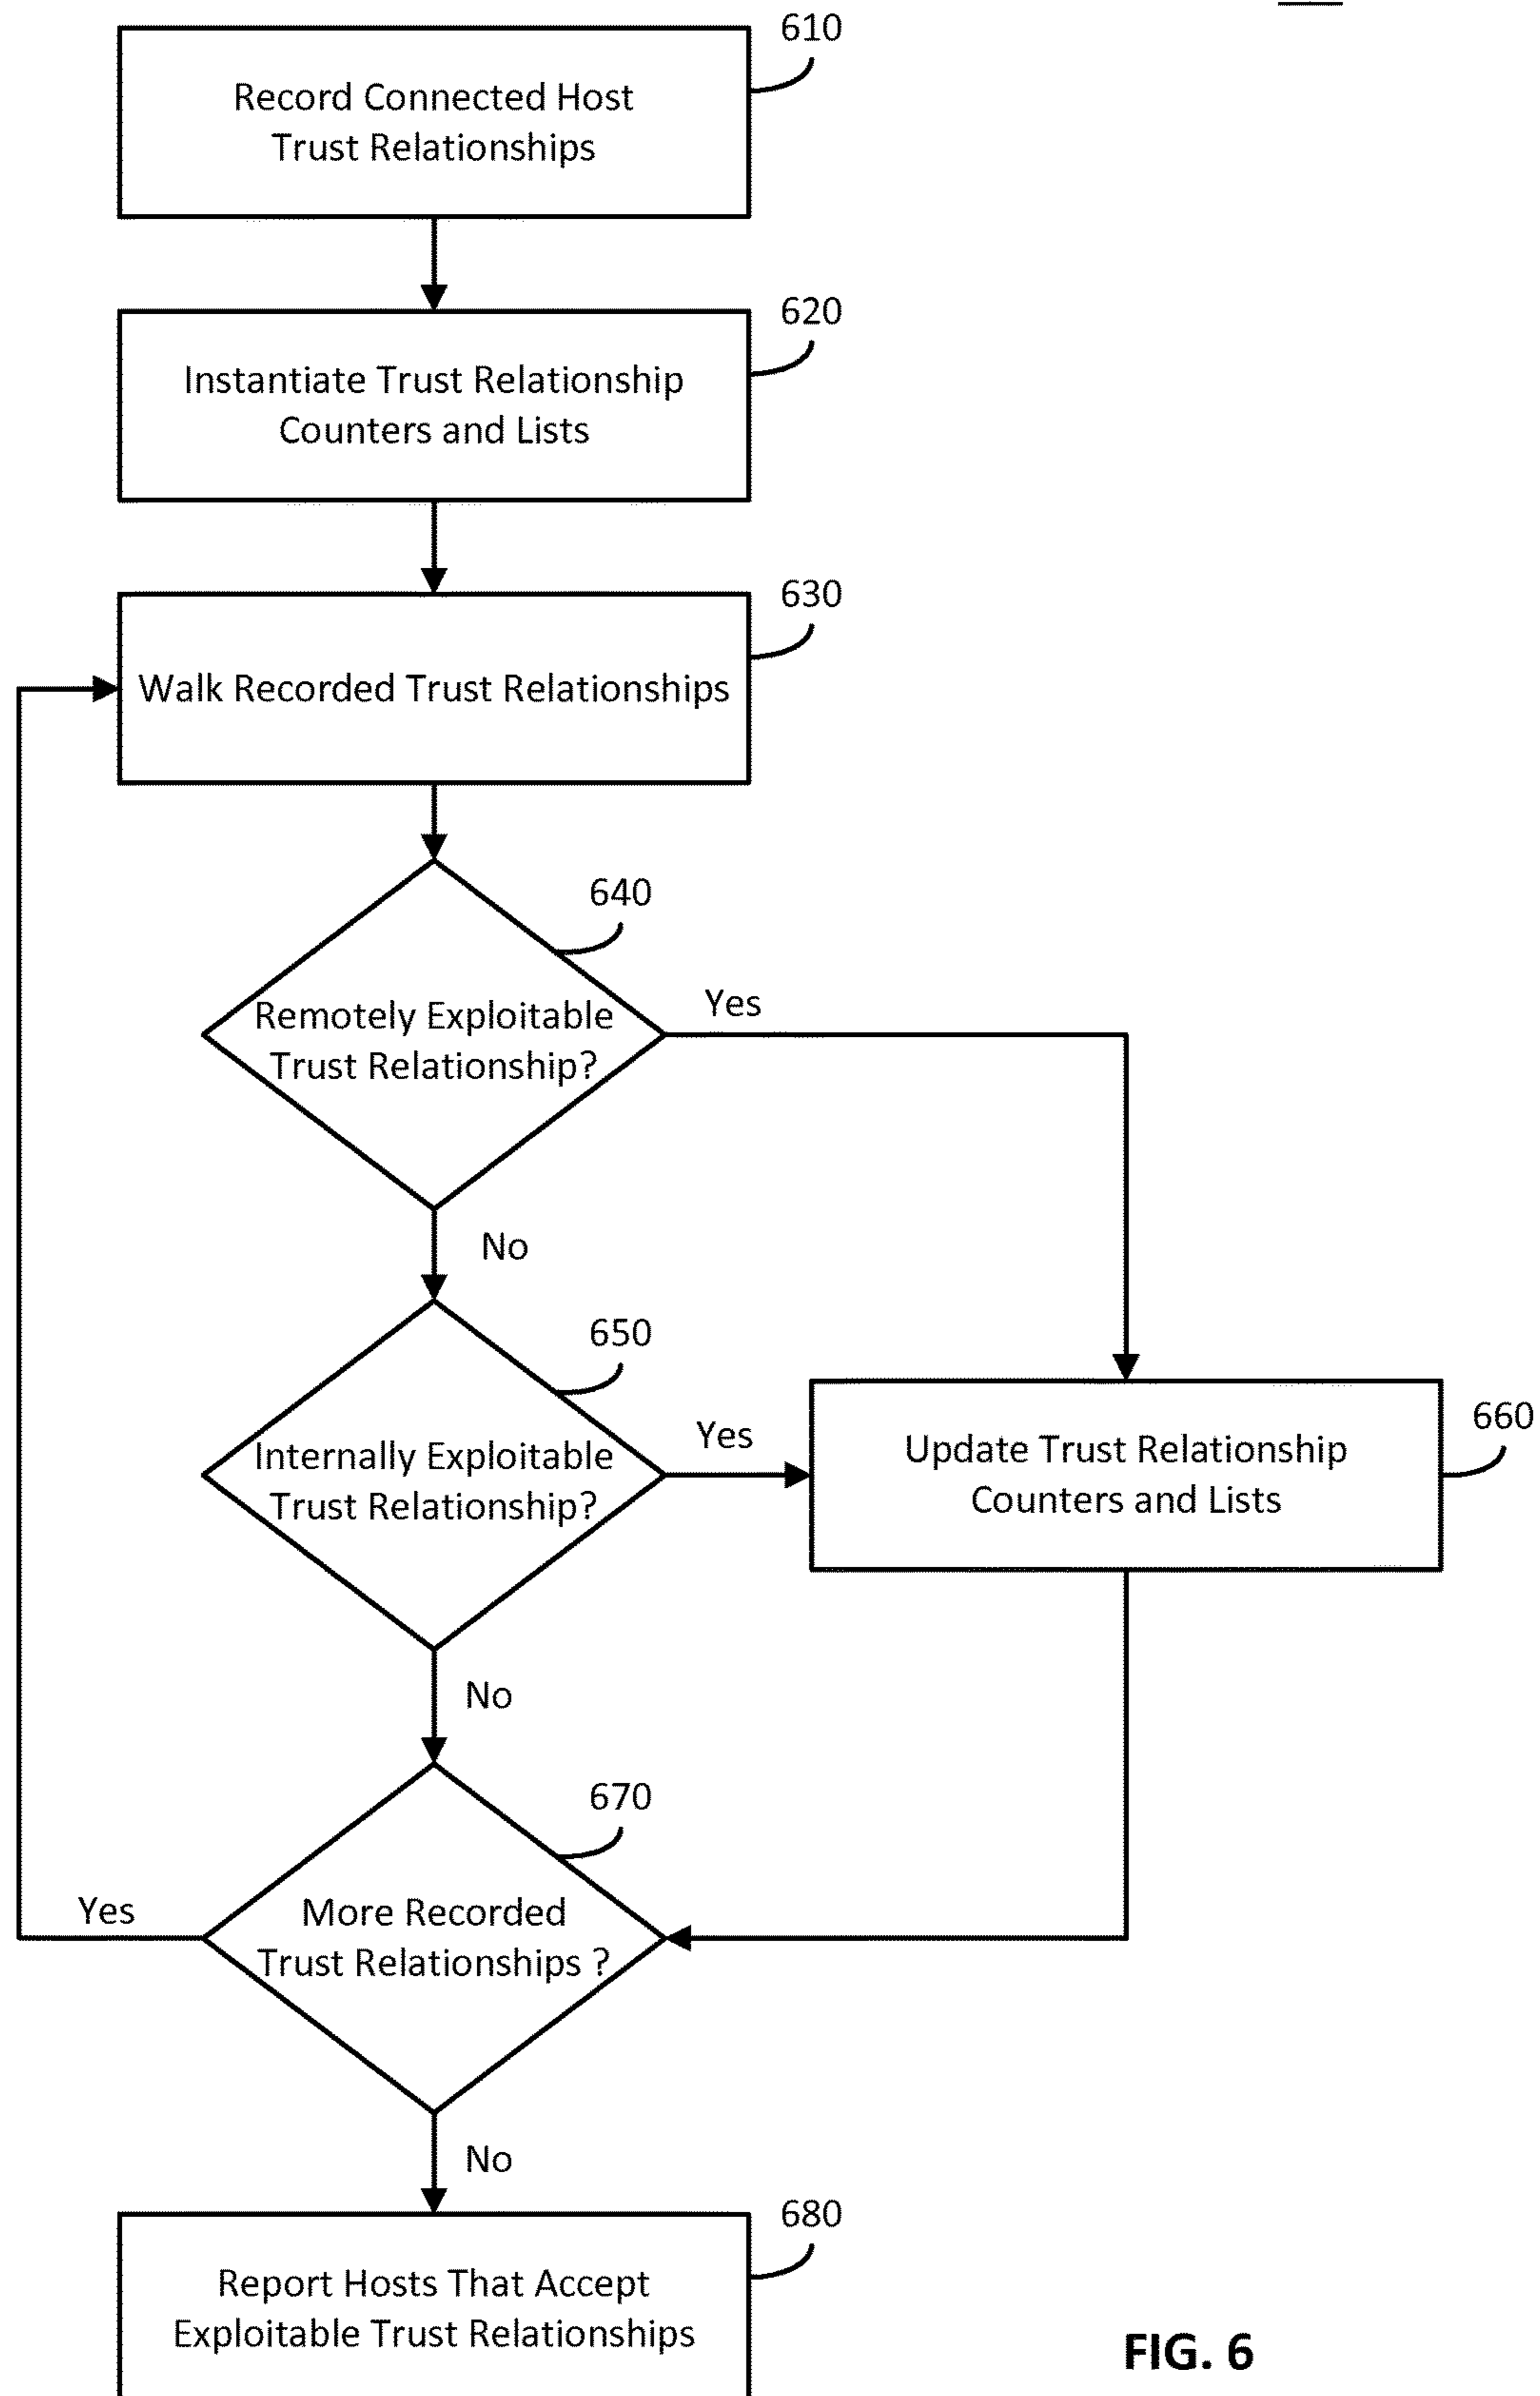 610
Record Connected Host
Trust Relationships
620
Instantiate Trust Relationship
Counters and Lists
630
Walk Recorded Trust Relationships
640
Remotely Exploitable
Trust Relationship?
Yes
No
650
Internally Exploitable
Trust Relationship?
Yes
660
Update Trust Relationship
Counters and Lists
No
670
More Recorded
Trust Relationships ?
Yes
No
680
Report Hosts That Accept
Exploitable Trust Relationships
FIG. 6